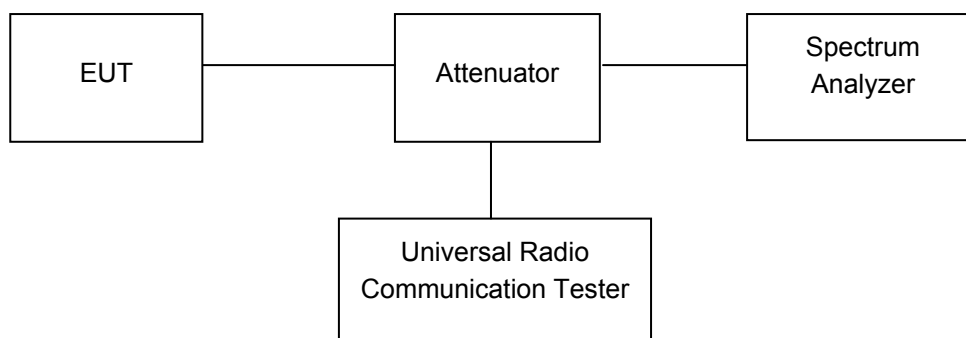 EUT
Attenuator
Spectrum
Analyzer
Universal Radio
Communication Tester